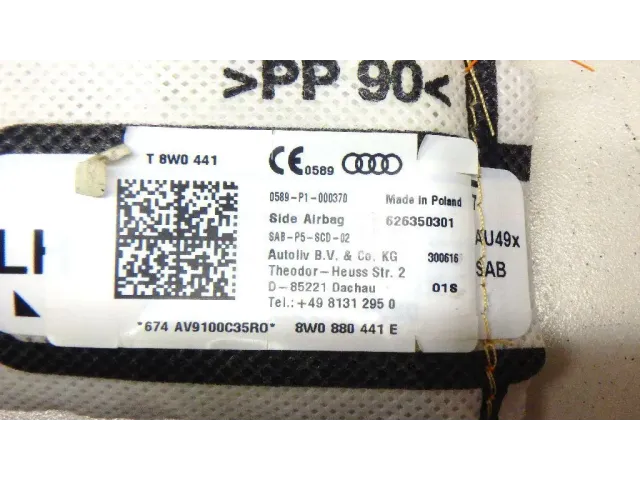 >PP 90<
T 8W0 441
CE 0589
0589-P1-000370 Made in Poland
Side Airbag 626350301
SAB-P5-SCD-02
Autoliv B.V. & Co. KG 300616
Theodor-Heuss Str. 2
D-85221 Dachau 01S
Tel.:+49 8131 295 0
*674 AV9100C35R0* 8W0 880 441 E
AU49x
SAB